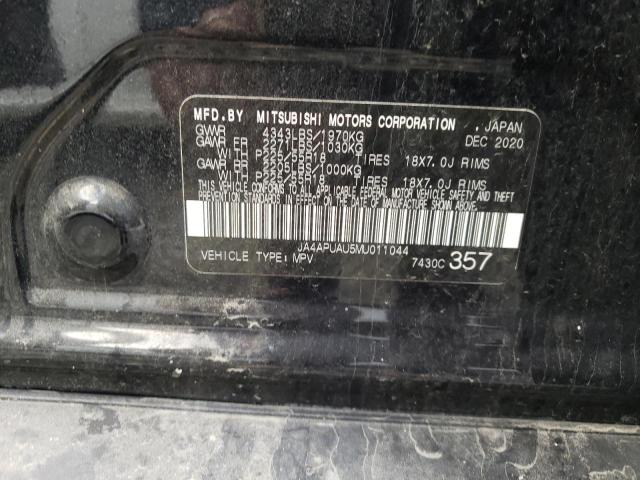 MFD.BY MITSUBISHI MOTORS CORPORATION , JAPAN
GVWR 4343LBS/1970KG DEC 2020
GAWR FR 2271LBS/1030KG
WITH P225/55R18 TIRES 18X7.0J RIMS
GAWR RR 2205LBS/1000KG
WITH P225/55R18 TIRES 18X7.0J RIMS
THIS VEHICLE CONFORMS TO ALL APPLICABLE FEDERAL MOTOR VEHICLE SAFETY AND THEFT
PREVENTION STANDARDS IN EFFECT ON THE DATE OF MANUFACTURE SHOWN ABOVE.
JA4APUAU5MU011044
VEHICLE TYPE: MPV 7430C 357